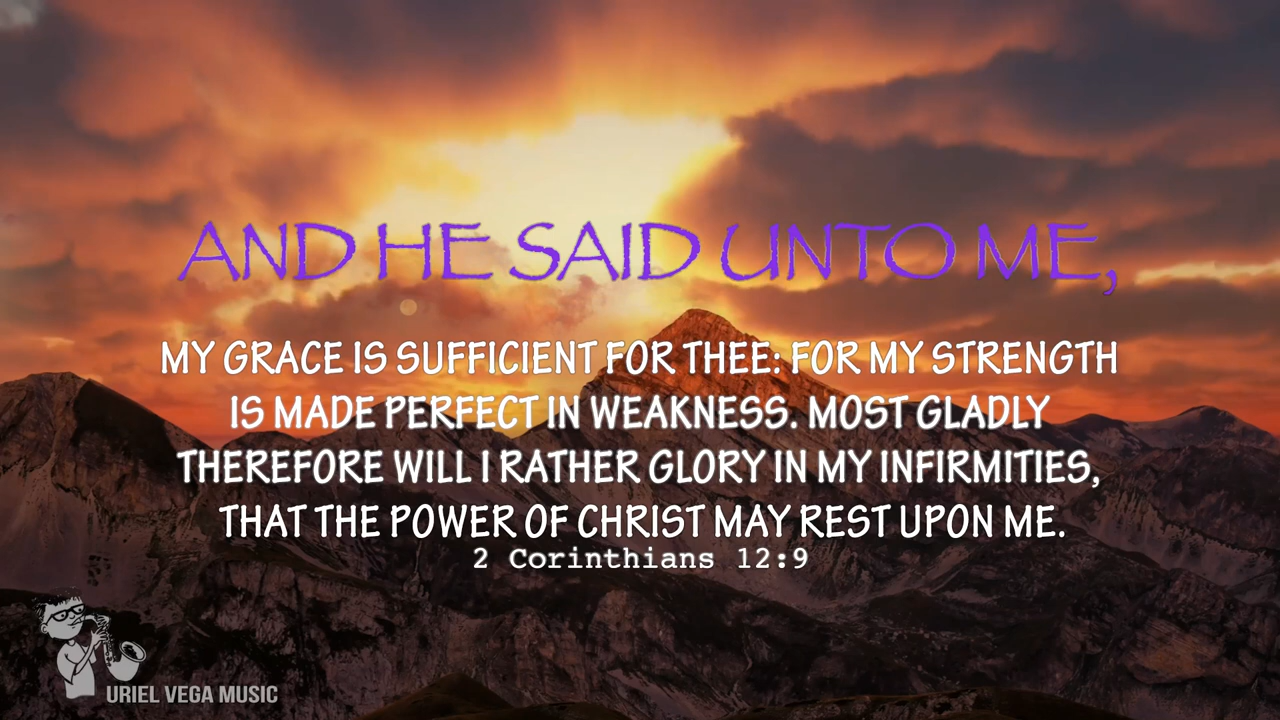 AND HE SAID UNTO ME,
MY GRACE IS SUFFICIENT FOR THEE: FOR MY STRENGTH
IS MADE PERFECT IN WEAKNESS. MOST GLADLY
THEREFORE WILL I RATHER GLORY IN MY INFIRMITIES,
THAT THE POWER OF CHRIST MAY REST UPON ME.
2 Corinthians 12:9
URIEL VEGA MUSIC